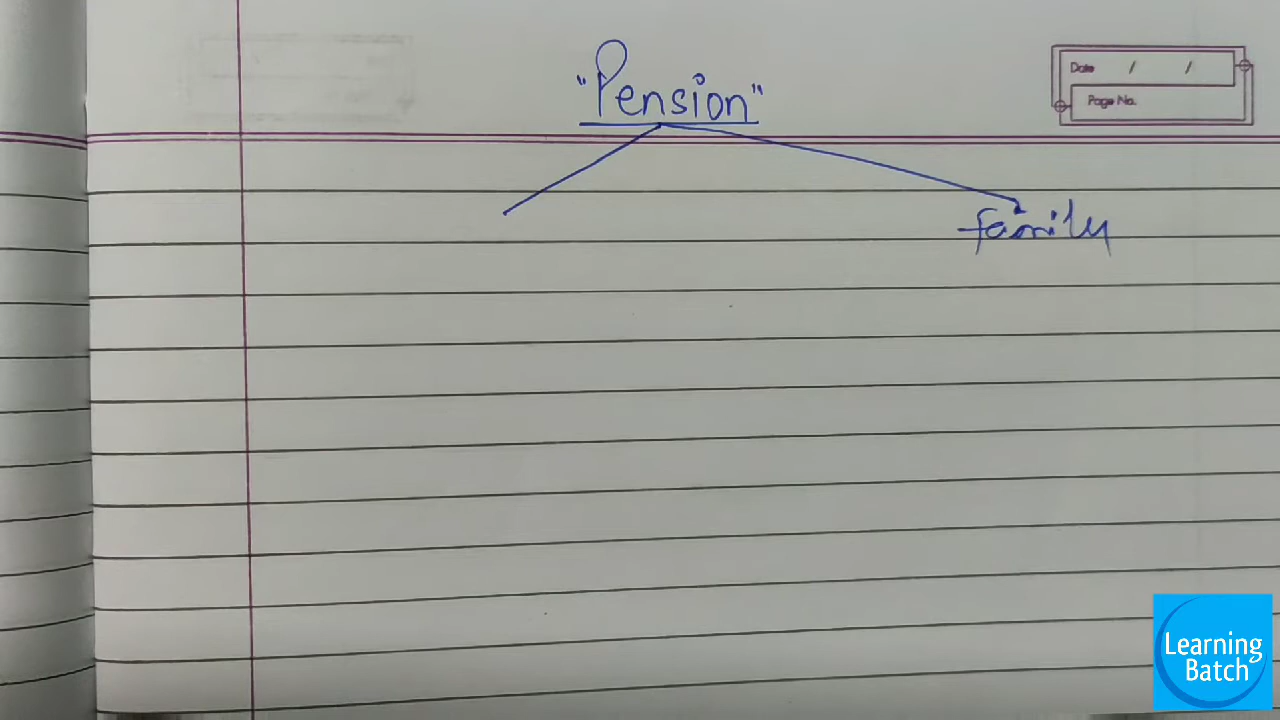 "Pension"
Date / /
Page No.
family
Learning
Batch